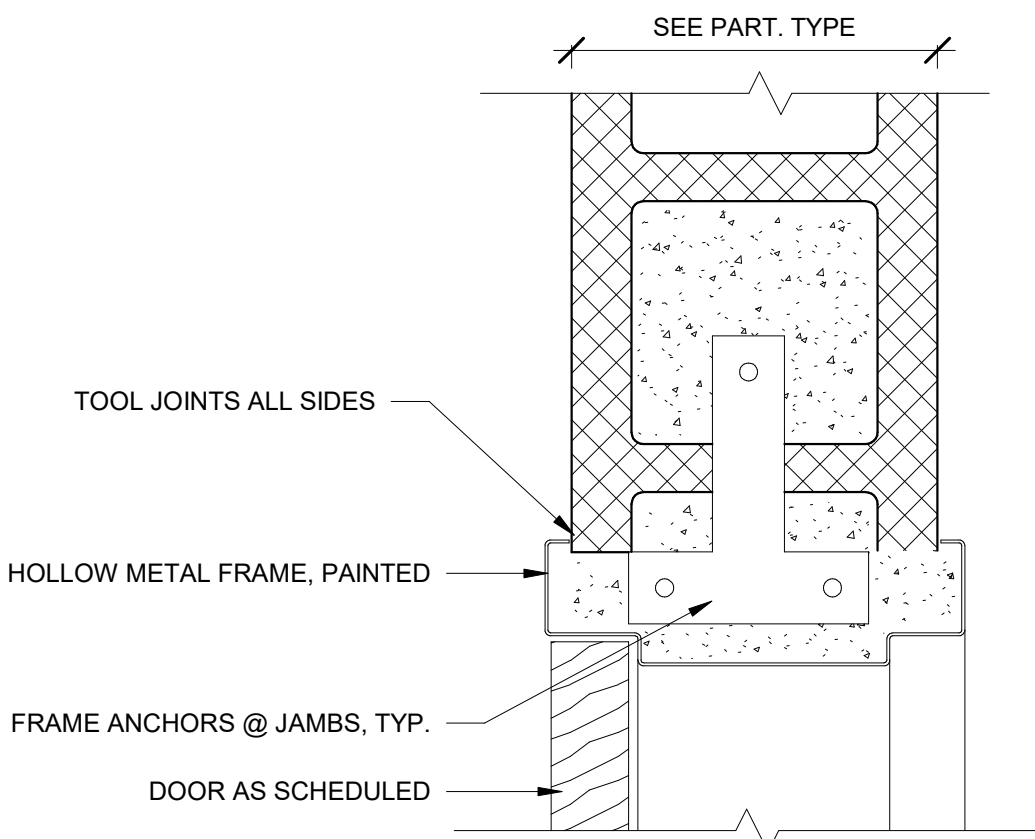 SEE PART. TYPE
TOOL JOINTS ALL SIDES
HOLLOW METAL FRAME, PAINTED
FRAME ANCHORS @ JAMBS, TYP.
DOOR AS SCHEDULED